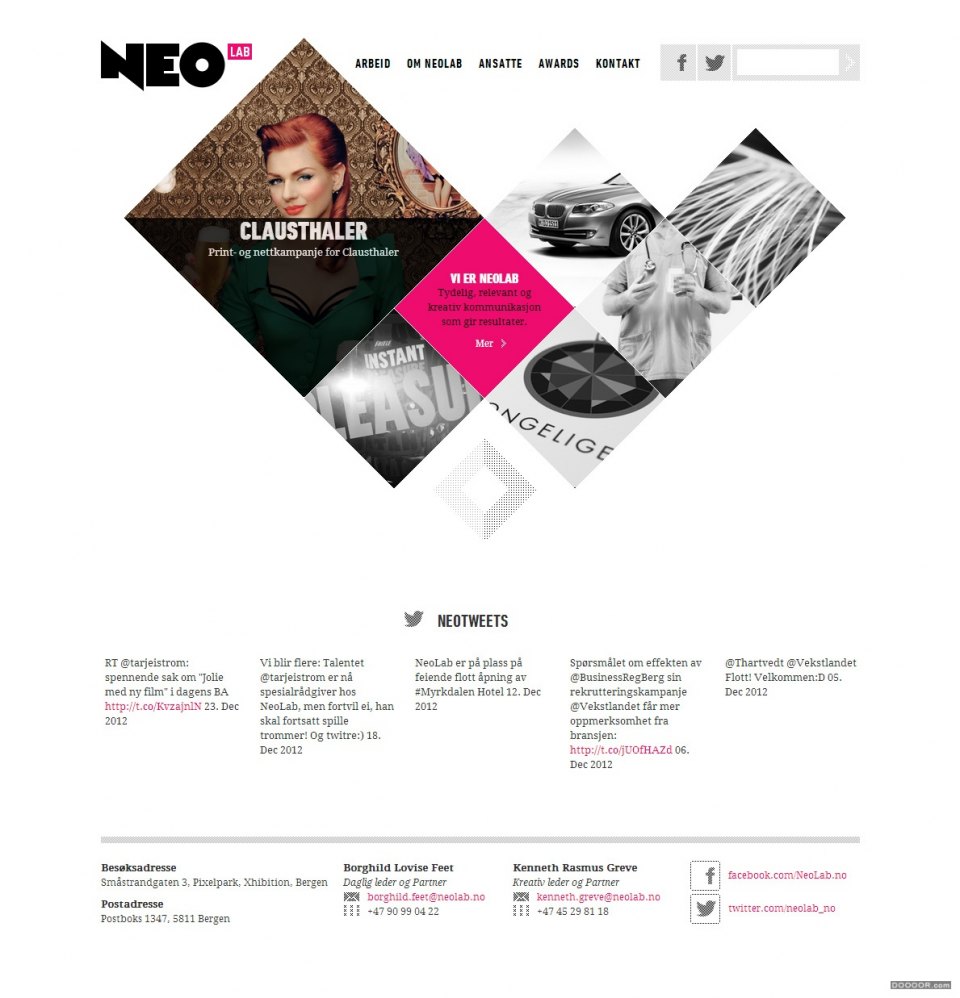 NEO LAB
ARBEID OM NEOLAB ANSATTE AWARDS KONTAKT
CLAUSTHALER
Print- og nettkampanje for Clausthaler
VI ER NEOLAB
Tydelig, relevant og
kreativ kommunikasjon
som gir resultater.
Mer
FRIELE
INSTANT
PLEASU
ONGELIGE
NEOTWEETS
RT @tarjeistrom:
spennende sak om "Jolie
med ny film" i dagens BA
http://t.co/KvzajnlN 23. Dec
2012
Vi blir flere: Talentet
@tarjeistrom er nå
spesialrådgiver hos
NeoLab, men fortvil ei, han
skal fortsatt spille
trommer! Og twitre:) 18.
Dec 2012
NeoLab er på plass på
feiende flott åpning av
#Myrkdalen Hotel 12. Dec
2012
Spørsmålet om effekten av
@BusinessRegBerg sin
rekrutteringskampanje
@Vekstlandet får mer
oppmerksomhet fra
bransjen:
http://t.co/jUOfHAZd 06.
Dec 2012
@Thartvedt @Vekstlandet
Flott! Velkommen:D 05.
Dec 2012
Besøksadresse
Småstrandgaten 3, Pixelpark, Xhibition, Bergen
Postadresse
Postboks 1347, 5811 Bergen
Borghild Lovise Feet
Daglig leder og Partner
borghild.feet@neolab.no
+47 90 99 04 22
Kenneth Rasmus Greve
Kreativ leder og Partner
kenneth.greve@neolab.no
+47 45 29 81 18
facebook.com/NeoLab.no
twitter.com/neolab_no
DOOOOR.com